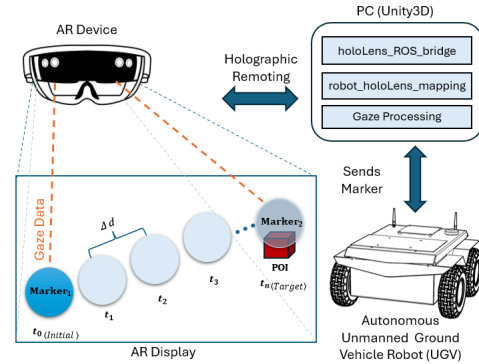 AR Device
PC (Unity3D)
holoLens_ROS_bridge
robot_holoLens_mapping
Gaze Processing
Holographic
Remoting
Sends
Marker
Gaze Data
Δ d
Marker₁
Marker₂
POI
t₀ (Initial)
t₁
t₂
t₃
tₙ(Target)
AR Display
Autonomous
Unmanned Ground
Vehicle Robot (UGV)